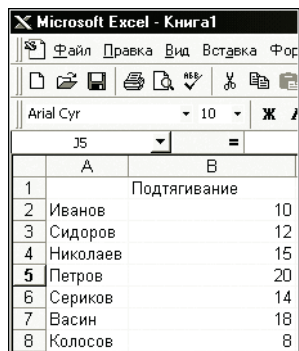 Microsoft Excel - Книга1
Файл Правка Вид Вставка Фор
Arial Cyr 10 Ж
J5 =
A B
1 Подтягивание
2 Иванов 10
3 Сидоров 12
4 Николаев 15
5 Петров 20
6 Сериков 14
7 Васин 18
8 Колосов 8